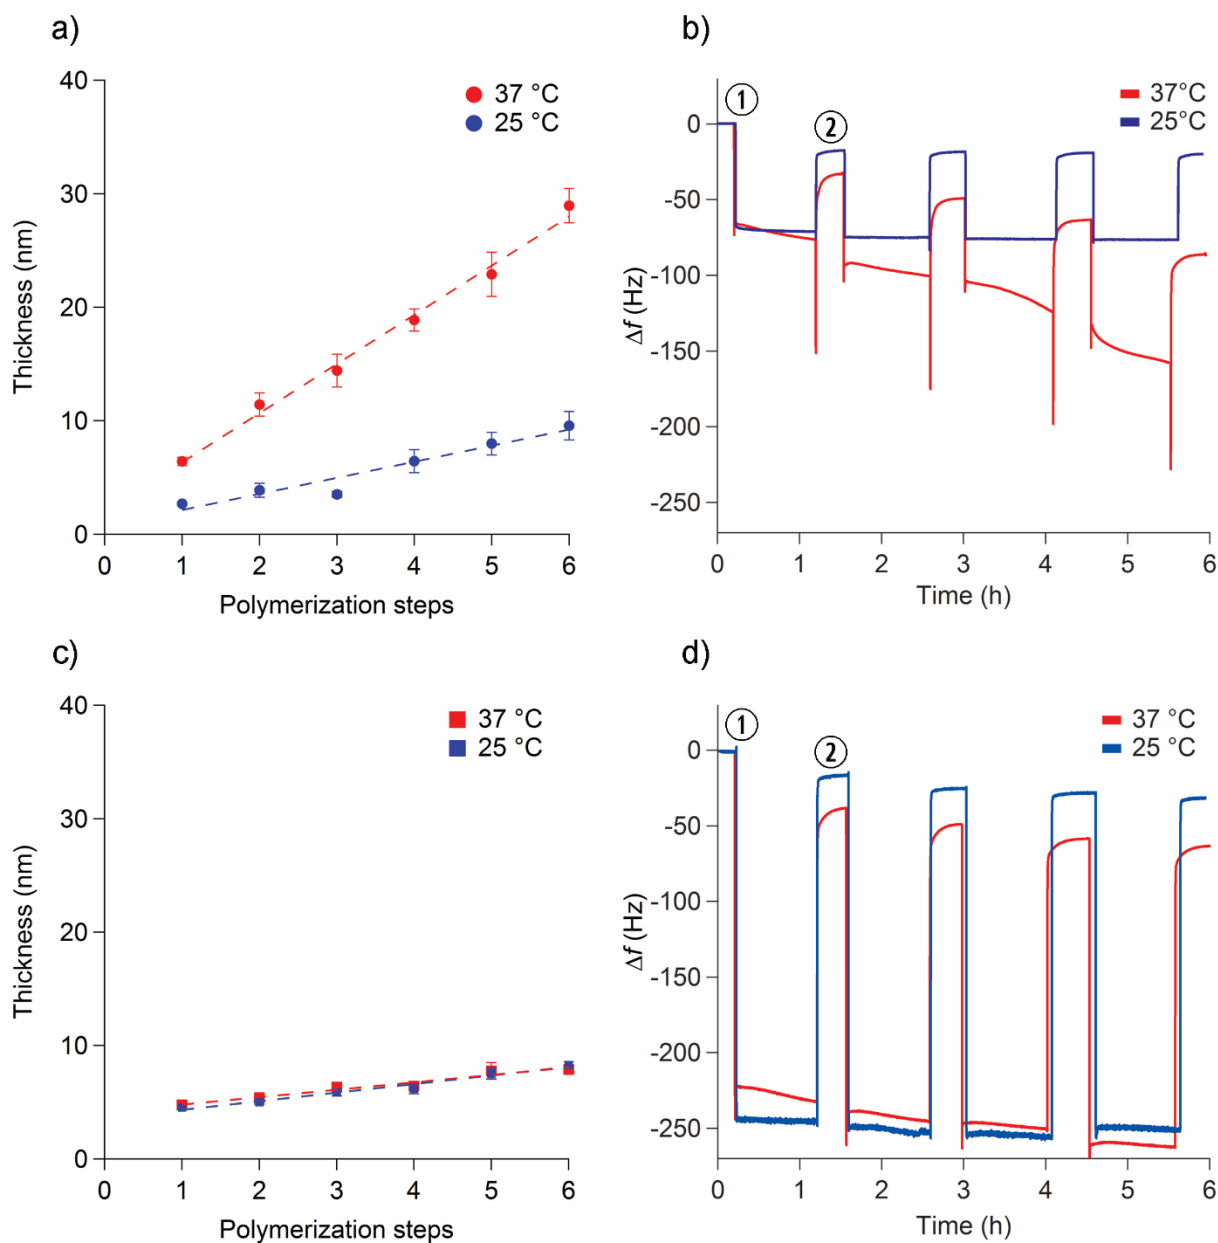 a)
40
30
20
10
0
Thickness (nm)
37 °C
25 °C
0 1 2 3 4 5 6
Polymerization steps
b)
0
-50
-100
-150
-200
-250
Δf (Hz)
1
2
37°C
25°C
0 1 2 3 4 5 6
Time (h)
c)
40
30
20
10
0
Thickness (nm)
37 °C
25 °C
0 1 2 3 4 5 6
Polymerization steps
d)
0
-50
-100
-150
-200
-250
Δf (Hz)
1
2
37 °C
25 °C
0 1 2 3 4 5 6
Time (h)